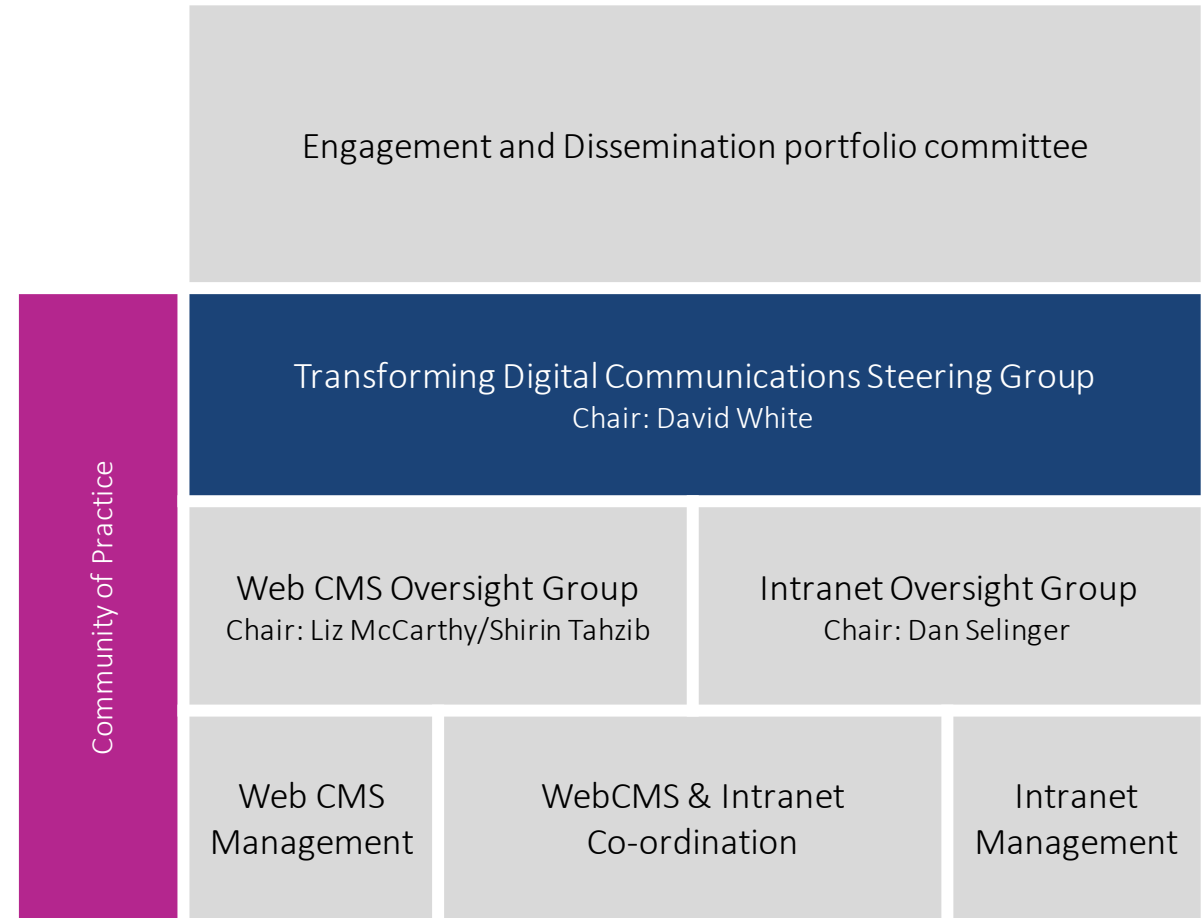 Engagement and Dissemination portfolio committee
Community of Practice
Transforming Digital Communications Steering Group
Chair: David White
Web CMS Oversight Group
Chair: Liz McCarthy/Shirin Tahzib
Intranet Oversight Group
Chair: Dan Selinger
Web CMS
Management
WebCMS & Intranet
Co-ordination
Intranet
Management